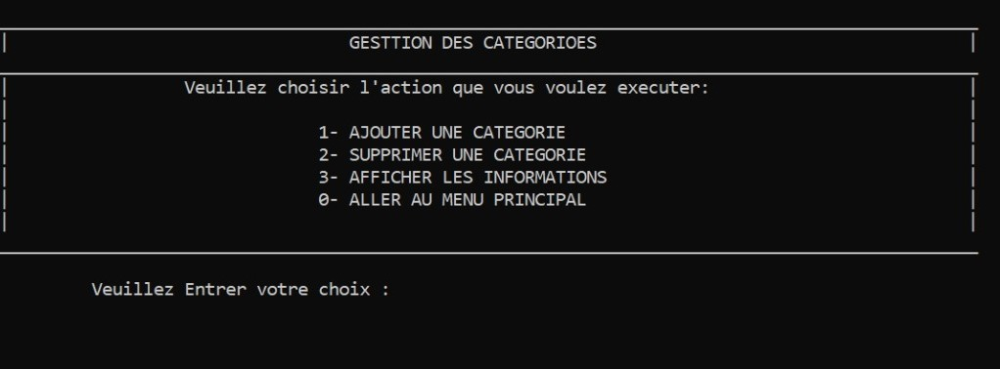 GESTTION DES CATEGORIOES
Veuillez choisir l'action que vous voulez executer:
1- AJOUTER UNE CATEGORIE
2- SUPPRIMER UNE CATEGORIE
3- AFFICHER LES INFORMATIONS
0- ALLER AU MENU PRINCIPAL
Veuillez Entrer votre choix :